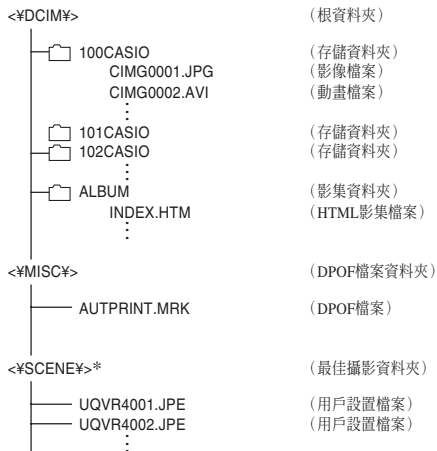 <¥DCIM¥> （根資料夾）
100CASIO （存儲資料夾）
CIMG0001.JPG （影像檔案）
CIMG0002.AVI （動畫檔案）
101CASIO （存儲資料夾）
102CASIO （存儲資料夾）
ALBUM （影集資料夾）
INDEX.HTM （HTML影集檔案）
<¥MISC¥> （DPOF檔案資料夾）
AUTPRINT.MRK （DPOF檔案）
<¥SCENE¥>* （最佳攝影資料夾）
UQVR4001.JPE （用戶設置檔案）
UQVR4002.JPE （用戶設置檔案）